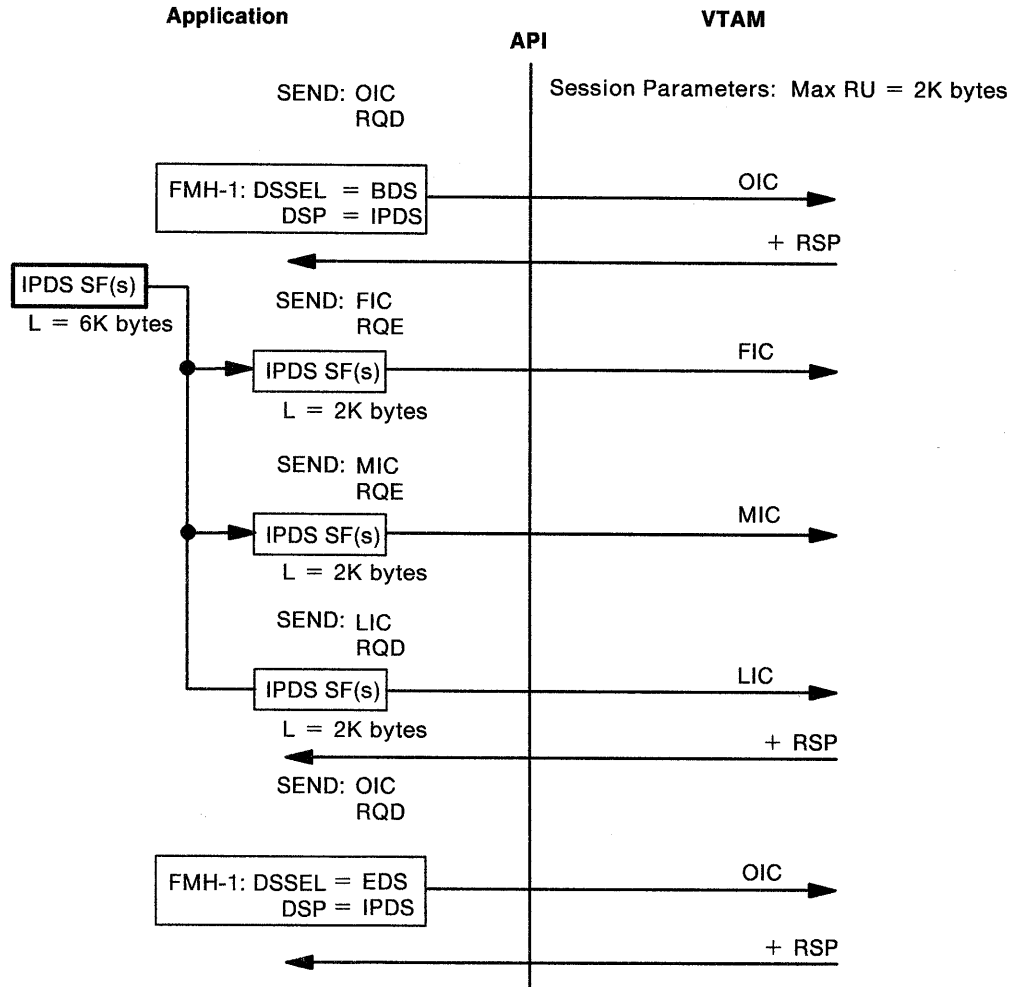 Application
VTAM
API
SEND: OIC
RQD
Session Parameters: Max RU = 2K bytes
FMH-1: DSSEL = BDS
DSP = IPDS
OIC
+ RSP
IPDS SF(s)
L = 6K bytes
SEND: FIC
RQE
IPDS SF(s)
FIC
L = 2K bytes
SEND: MIC
RQE
IPDS SF(s)
MIC
L = 2K bytes
SEND: LIC
RQD
IPDS SF(s)
LIC
L = 2K bytes
+ RSP
SEND: OIC
RQD
FMH-1: DSSEL = EDS
DSP = IPDS
OIC
+ RSP